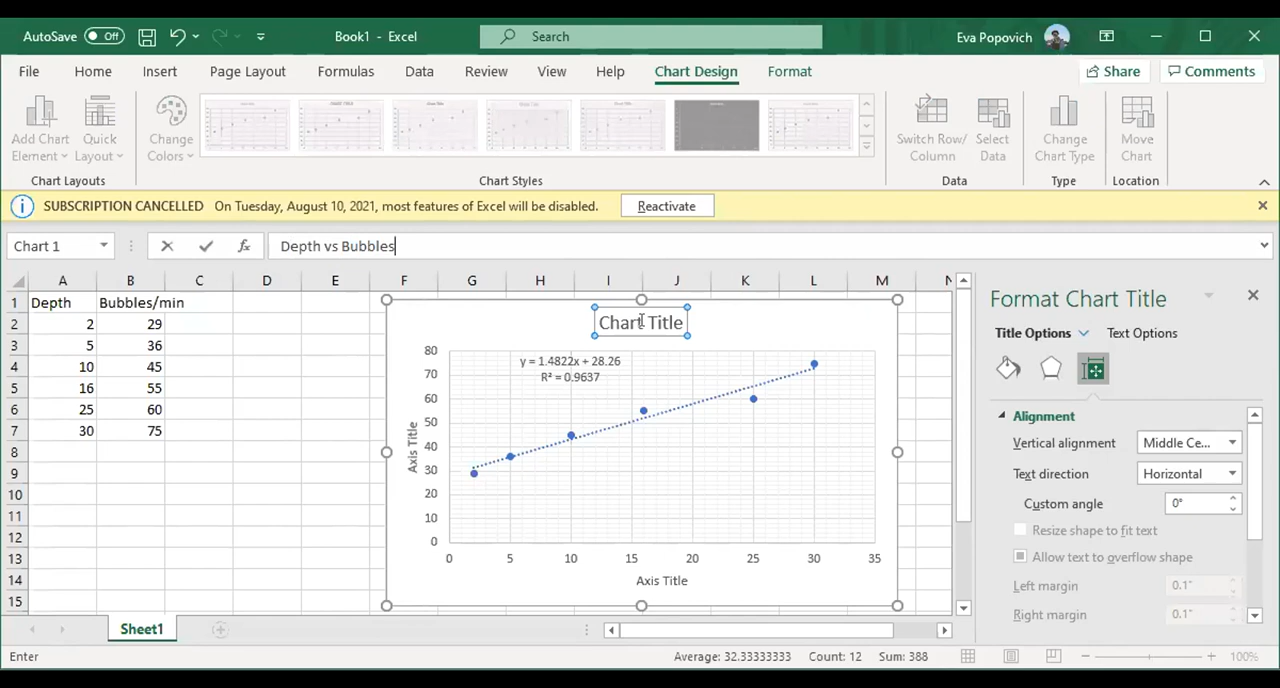 AutoSave Off Book1 - Excel Search Eva Popovich
File Home Insert Page Layout Formulas Data Review View Help Chart Design Format Share Comments
Add Chart Element
Quick Layout
Change Colors
Switch Row/ Column
Select Data
Change Chart Type
Move Chart
Chart Layouts Chart Styles Data Type Location
SUBSCRIPTION CANCELLED On Tuesday, August 10, 2021, most features of Excel will be disabled. Reactivate
Chart 1 fx Depth vs Bubbles
A B C D E F G H I J K L M N
1 Depth Bubbles/min
2 2 29
3 5 36
4 10 45
5 16 55
6 25 60
7 30 75
8
9
10
11
12
13
14
15
Chart Title
y = 1.4822x + 28.26
R² = 0.9637
80
70
60
50
40
30
20
10
0
Axis Title
0 5 10 15 20 25 30 35
Axis Title
Format Chart Title
Title Options Text Options
Alignment
Vertical alignment Middle Ce...
Text direction Horizontal
Custom angle 0°
Resize shape to fit text
Allow text to overflow shape
Left margin 0.1"
Right margin 0.1"
Sheet1
Enter Average: 32.33333333 Count: 12 Sum: 388 100%